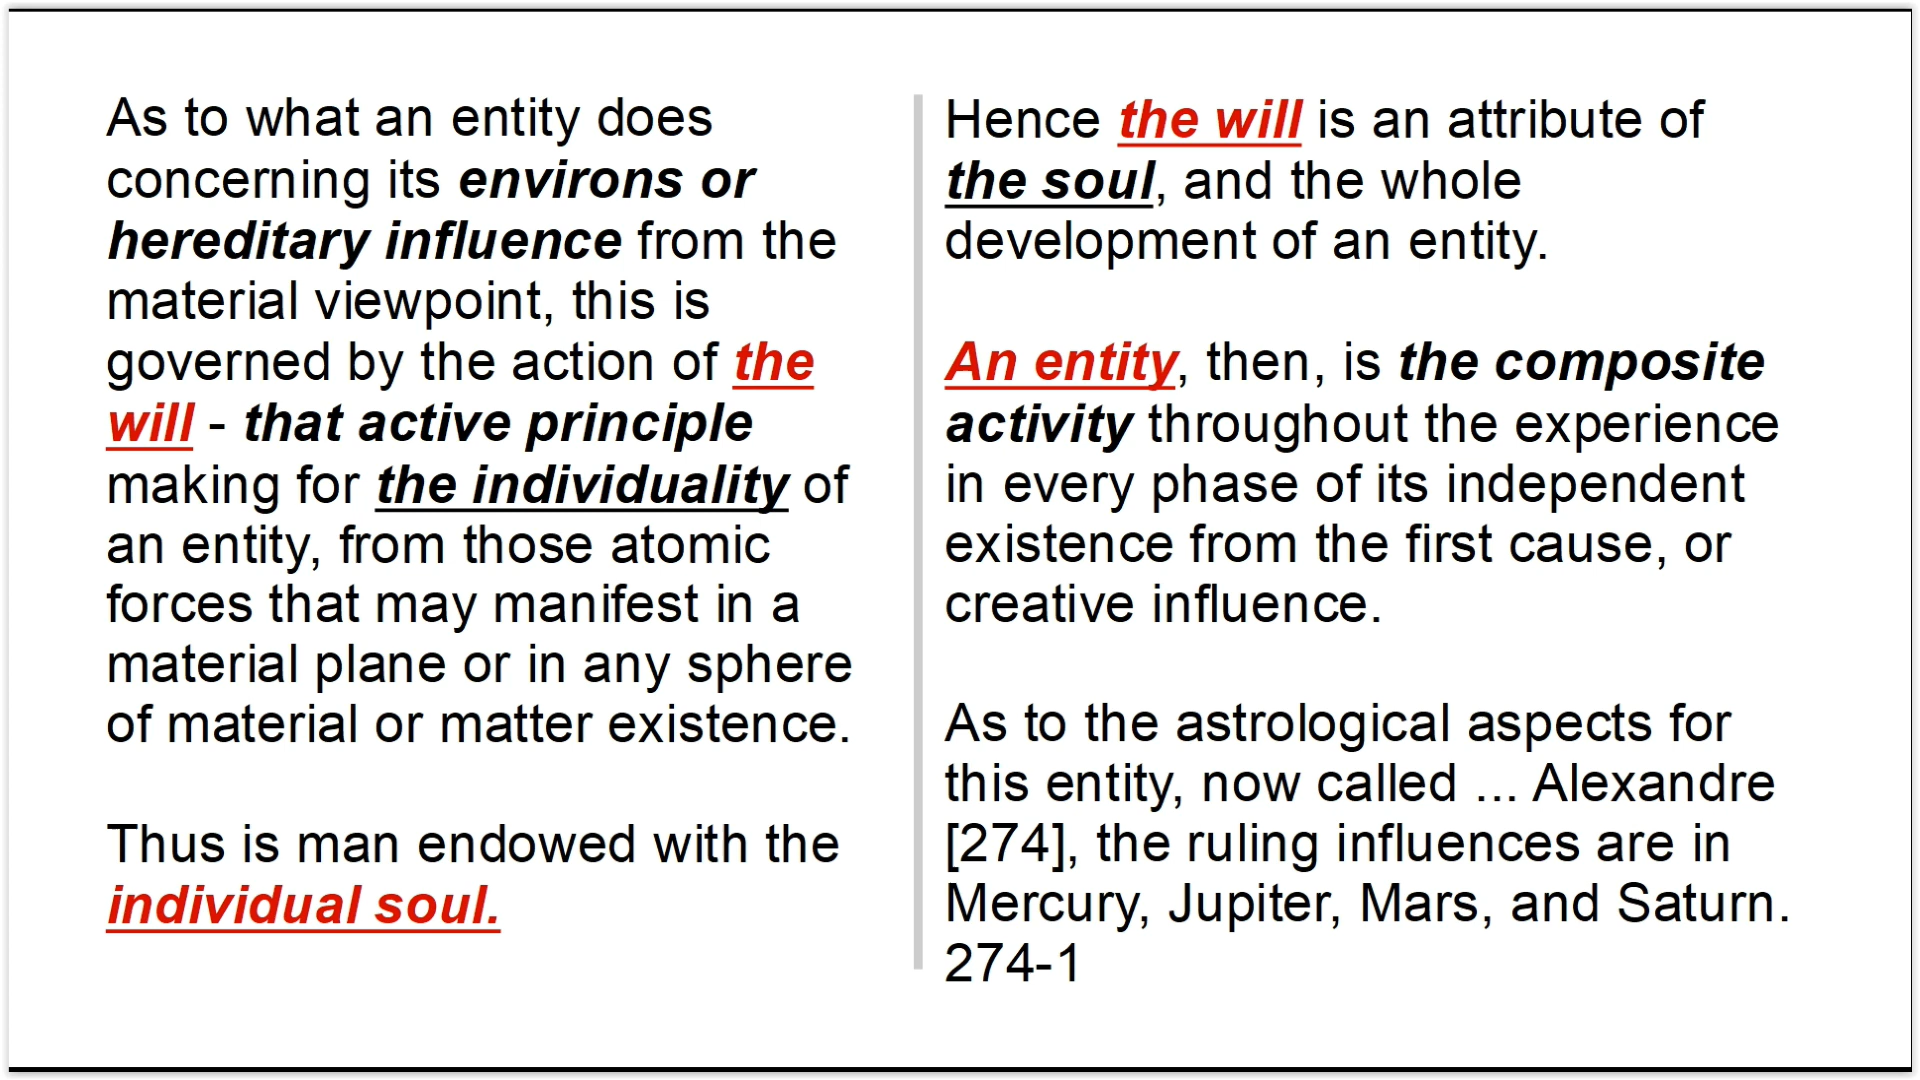 As to what an entity does
concerning its environs or
hereditary influence from the
material viewpoint, this is
governed by the action of the
will - that active principle
making for the individuality of
an entity, from those atomic
forces that may manifest in a
material plane or in any sphere
of material or matter existence.
Thus is man endowed with the
individual soul.
Hence the will is an attribute of
the soul, and the whole
development of an entity.
An entity, then, is the composite
activity throughout the experience
in every phase of its independent
existence from the first cause, or
creative influence.
As to the astrological aspects for
this entity, now called ... Alexandre
[274], the ruling influences are in
Mercury, Jupiter, Mars, and Saturn.
274-1